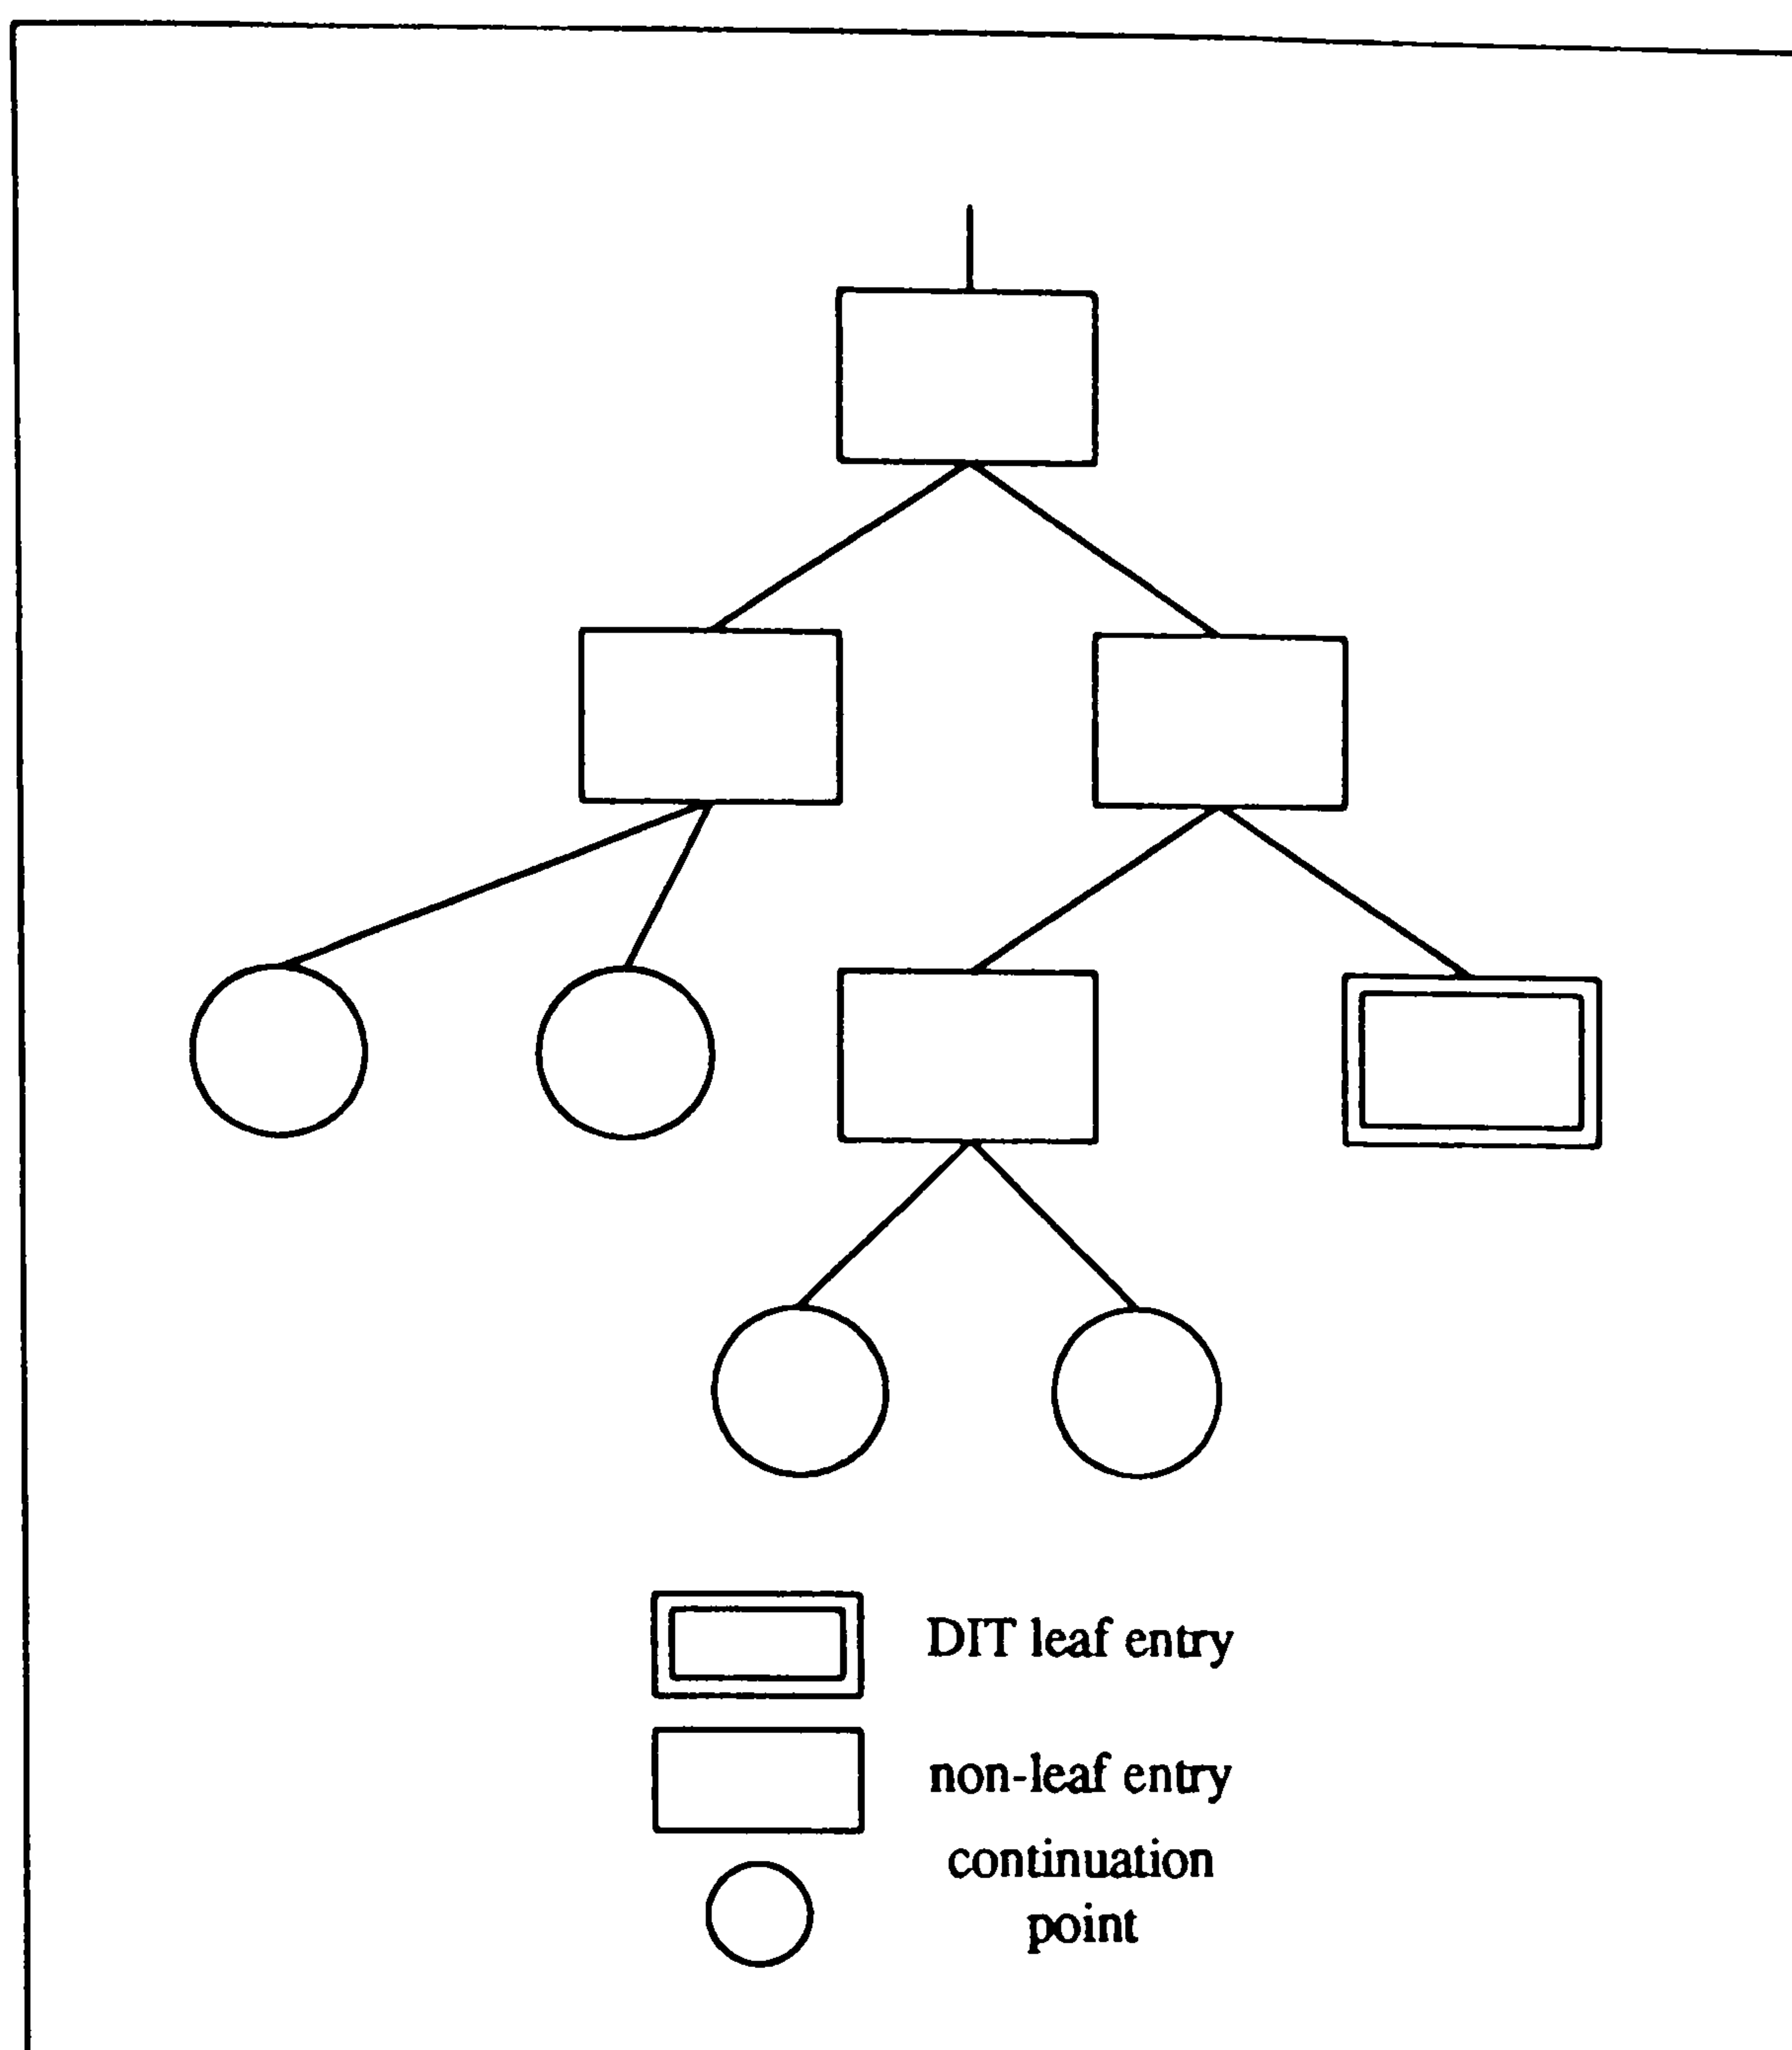 DIT leaf entry
non-leaf entry
continuation
point